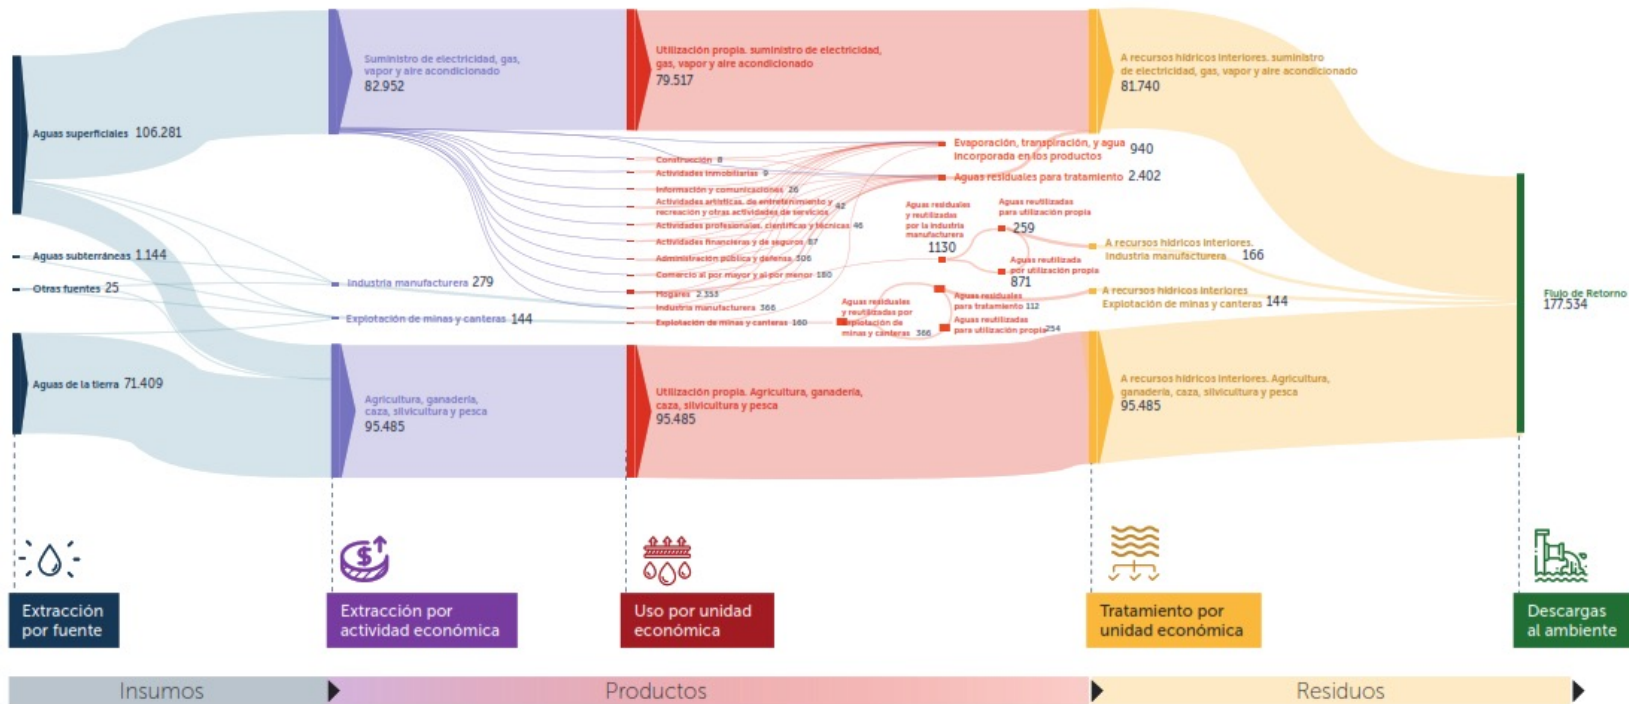 Aguas superficiales 106.281
Aguas subterráneas 1.144
Otras fuentes 25
Aguas de la tierra 71.409
Suministro de electricidad, gas,
vapor y aire acondicionado
82.952
Industria manufacturera 279
Explotación de minas y canteras 144
Agricultura, ganadería,
caza, silvicultura y pesca
95.485
Utilización propia. suministro de electricidad,
gas, vapor y aire acondicionado
79.517
Construcción 8
Actividades inmobiliarias 9
Información y comunicaciones 26
Actividades artísticas, de entretenimiento y
recreación y otras actividades de servicios 42
Actividades profesionales, científicas y técnicas 46
Actividades financieras y de seguros 87
Administración pública y defensa 306
Comercio al por mayor y al por menor 180
Hogares 2.353
Industria manufacturera 366
Explotación de minas y canteras 160
Utilización propia. Agricultura, ganadería,
caza, silvicultura y pesca
95.485
Evaporación, transpiración, y agua
incorporada en los productos 940
Aguas residuales para tratamiento 2.402
Aguas residuales
y reutilizadas
por la industria
manufacturera
1130
Aguas reutilizadas
para utilización propia
259
Aguas reutilizada
por utilización propia
871
Aguas residuales
y reutilizadas por
explotación de
minas y canteras 366
Aguas residuales
para tratamiento 112
Aguas reutilizadas
para utilización propia 254
A recursos hídricos interiores. suministro
de electricidad, gas, vapor y aire acondicionado
81.740
A recursos hídricos interiores.
Industria manufacturera 166
A recursos hídricos interiores
Explotación de minas y canteras 144
A recursos hídricos interiores. Agricultura,
ganadería, caza, silvicultura y pesca
95.485
Flujo de Retorno
177.534
$
Extracción
por fuente
Extracción por
actividad económica
Uso por unidad
económica
Tratamiento por
unidad económica
Descargas
al ambiente
Insumos
Productos
Residuos